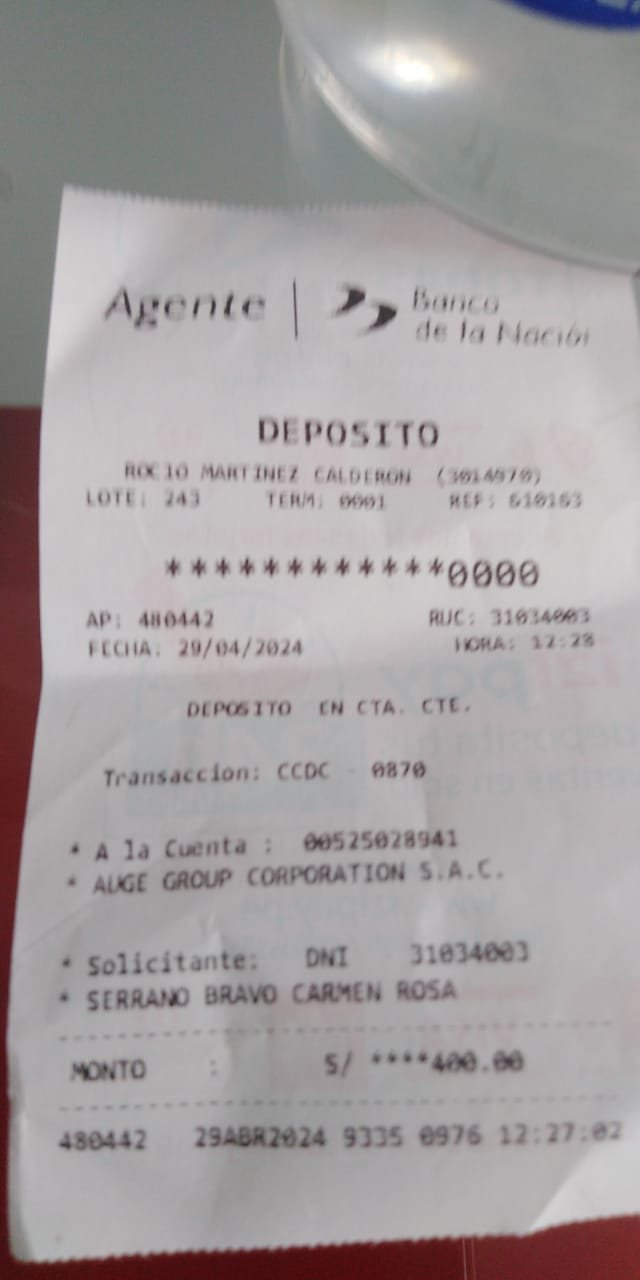 Agente | Banco
de la Nación
DEPOSITO
ROCIO MARTINEZ CALDERON (3014970)
LOTE: 243 TERM: 0001 REF: 610163
************0000
AP: 480442 RUC: 31034003
FECHA: 29/04/2024 HORA: 12:28
DEPOSITO EN CTA. CTE.
Transaccion: CCDC - 0870
* A la Cuenta : 00525028941
* AUGE GROUP CORPORATION S.A.C.
* Solicitante: DNI 31034003
* SERRANO BRAVO CARMEN ROSA
MONTO : S/ ****400.00
480442 29ABR2024 9335 0976 12:27:02